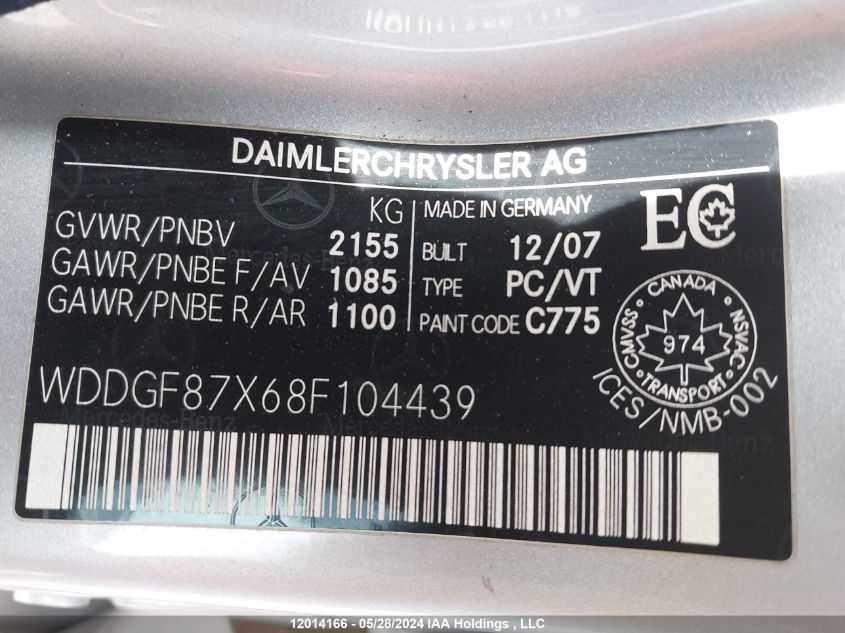 DAIMLERCHRYSLER AG
KG
GVWR/PNBV 2155
GAWR/PNBE F/AV 1085
GAWR/PNBE R/AR 1100
MADE IN GERMANY
BUILT 12/07
TYPE PC/VT
PAINT CODE C775
EC
CANADA
974
TRANSPORT
CMVSS
NSVAC
ICES/NMB-002
WDDGF87X68F104439
Mercedes-Benz
12014166 - 05/28/2024 IAA Holdings , LLC